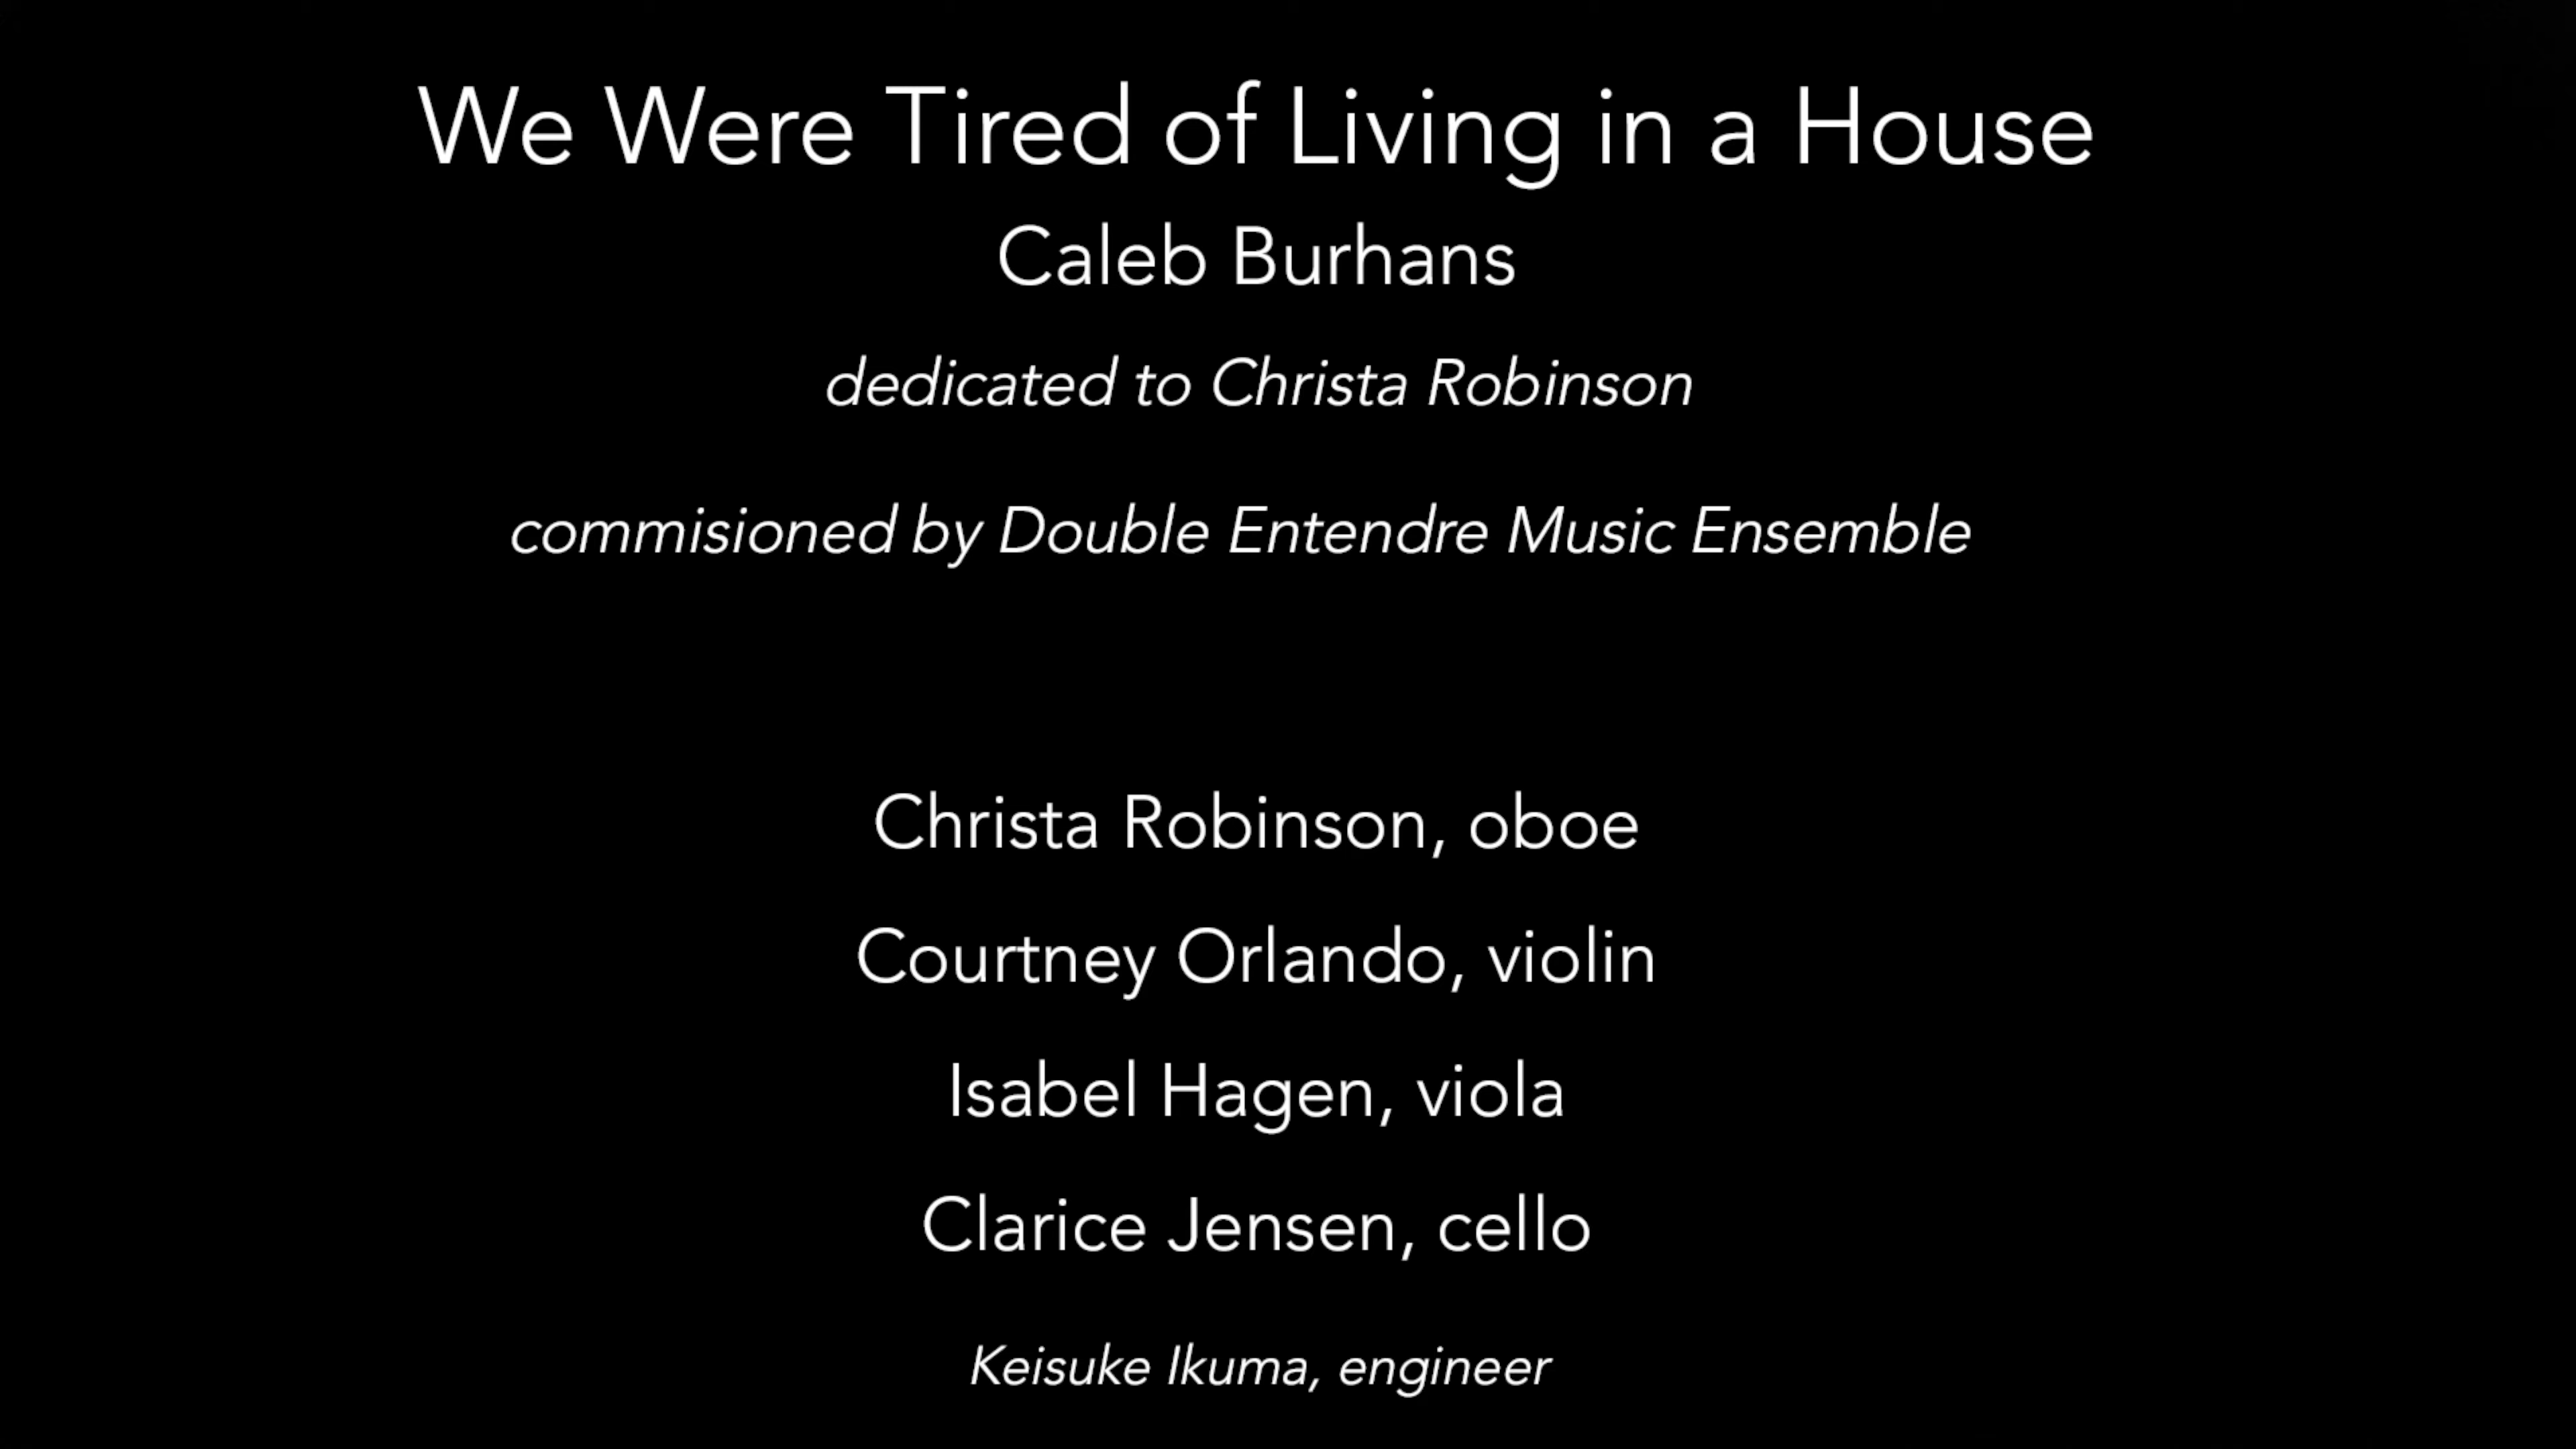 We Were Tired of Living in a House
Caleb Burhans
dedicated to Christa Robinson
commisioned by Double Entendre Music Ensemble
Christa Robinson, oboe
Courtney Orlando, violin
Isabel Hagen, viola
Clarice Jensen, cello
Keisuke Ikuma, engineer